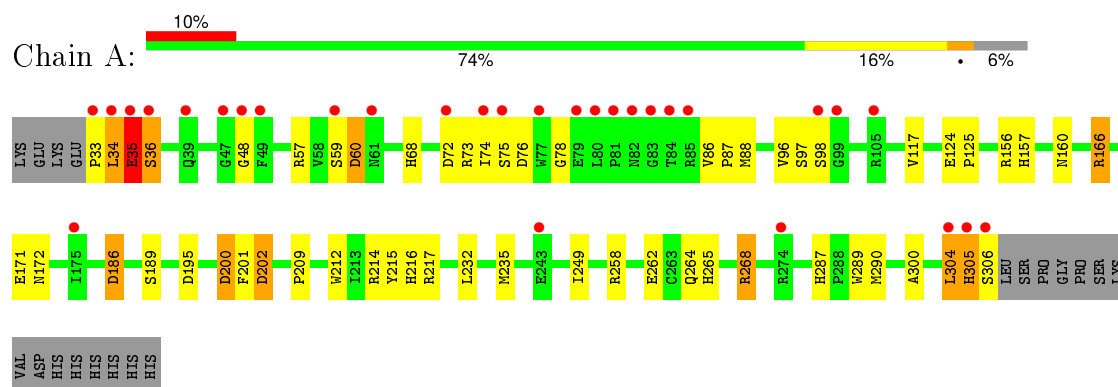 10%
Chain A:
74% 16% • 6%
LYS GLU LYS GLU P33 L34 E35 S36 Q39 G47 G48 F49 R57 V58 S59 D60 N61 H68 D72 R73 I74 S75 D76 W77 G78 E79 L80 P81 N82 G83 T84 R85 V86 P87 M88 V96 S97 S98 G99 R105 V117 E124 P125 R156 H157 N160 R166
E171 N172 I175 D186 S189 D195 D200 F201 D202 P209 W212 I213 R214 Y215 H216 R217 L232 M235 E243 I249 R258 E262 C263 Q264 H265 R268 R274 H287 P288 W289 M290 A300 L304 H305 S306 LEU SER PRO GLY PRO SER LYS
VAL ASP HIS HIS HIS HIS HIS HIS